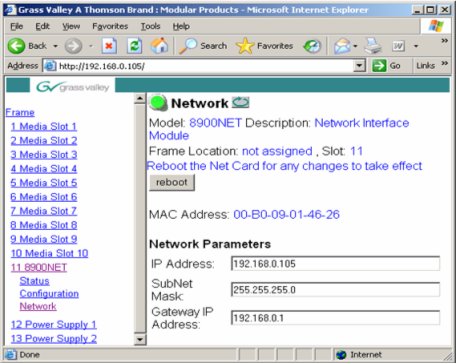 Grass Valley A Thomson Brand : Modular Products - Microsoft Internet Explorer
File Edit View Favorites Tools Help
Back Search Favorites
Address http://192.168.0.105/ Go Links »
grass valley
Frame
1 Media Slot 1
2 Media Slot 2
3 Media Slot 3
4 Media Slot 4
5 Media Slot 5
6 Media Slot 6
7 Media Slot 7
8 Media Slot 8
9 Media Slot 9
10 Media Slot 10
11 8900NET
Status
Configuration
Network
12 Power Supply 1
13 Power Supply 2
Network
Model: 8900NET Description: Network Interface
Module
Frame Location: not assigned , Slot: 11
Reboot the Net Card for any changes to take effect
reboot
MAC Address: 00-B0-09-01-46-26
Network Parameters
IP Address: 192.168.0.105
SubNet
Mask: 255.255.255.0
Gateway IP
Address: 192.168.0.1
Done Internet